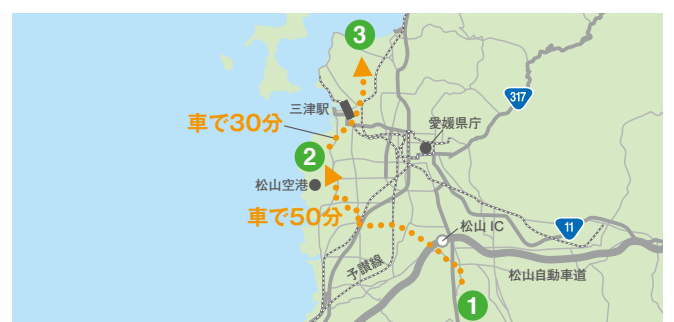 3
317
三津駅
車で30分
愛媛県庁
2
松山空港
車で50分
松山 IC
11
予讃線
松山自動車道
1